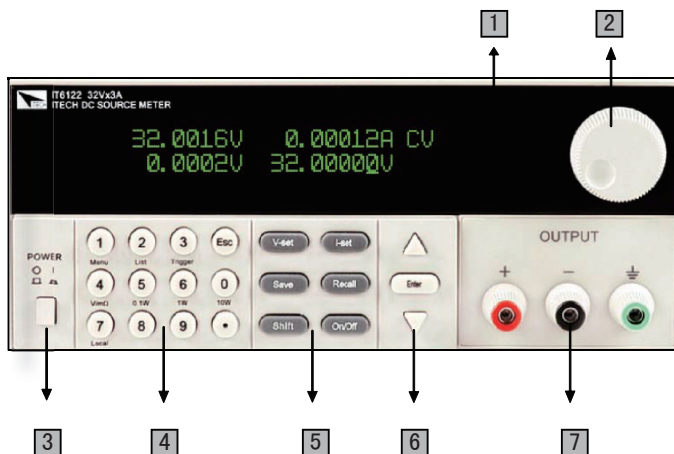 1
2
IT6122 32Vx3A
ITECH DC SOURCE METER
32.0016V 0.00012A CV
0.0002V 32.00000V
POWER
1 2 3 Esc
Menu List Trigger
4 5 6 0
V/mΩ 0.1W 1W 10W
7 8 9 •
Local
V-set I-set
Save Recall
Shift On/Off
Enter
OUTPUT
+ −
3
4
5
6
7